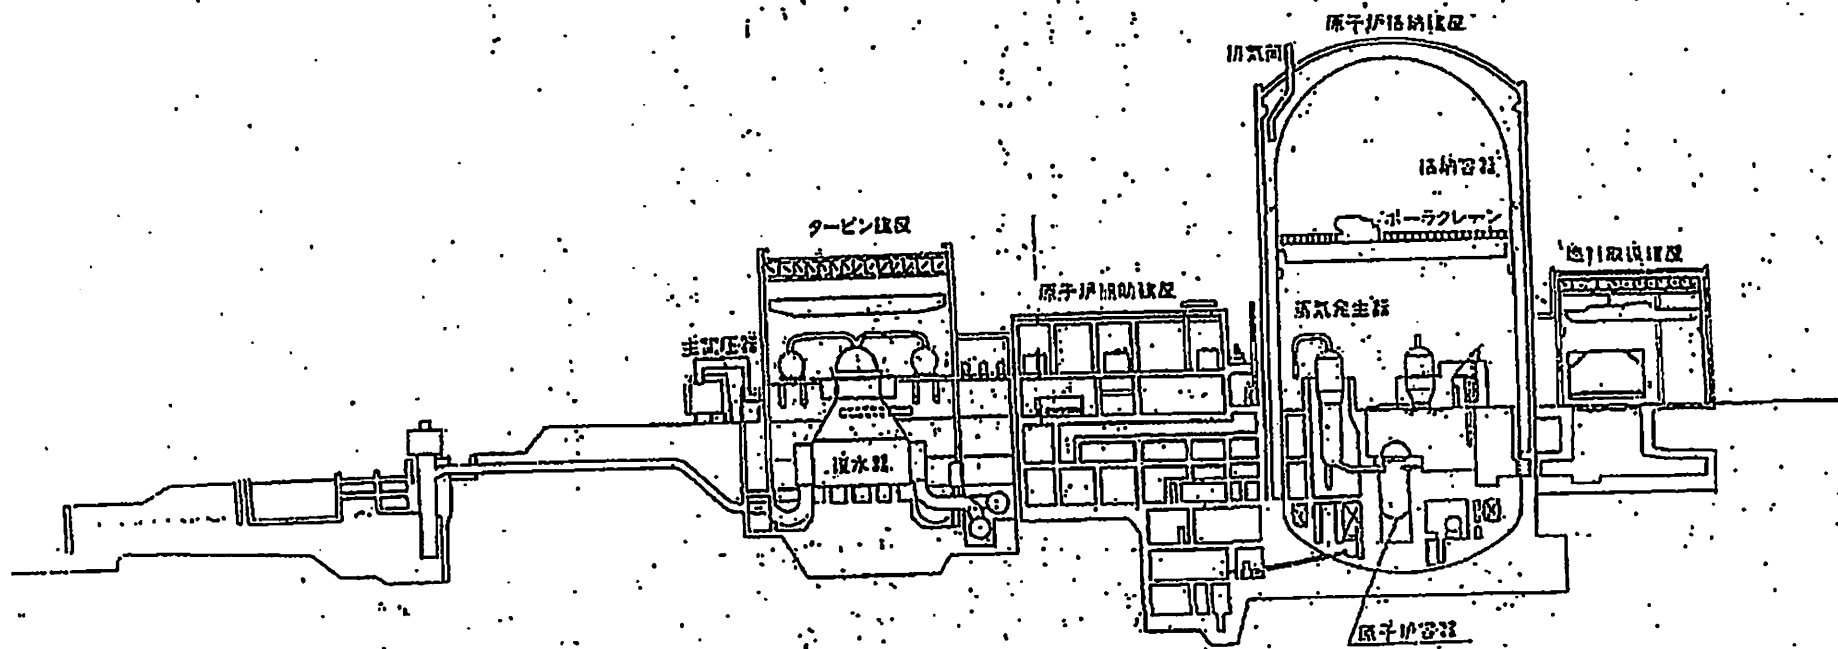 原子炉格納建屋
排気筒
格納容器
ポーラクレーン
タービン建屋
燃料取扱建屋
原子炉補助建屋
蒸気発生器
主変圧器
復水器
原子炉容器